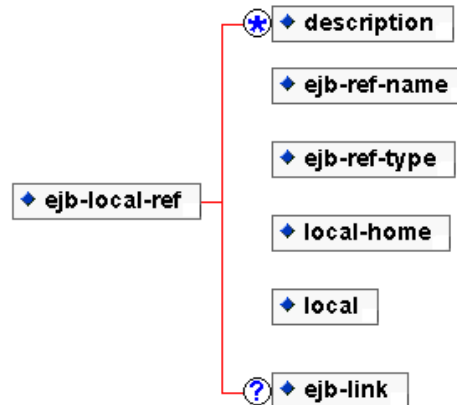 * description
ejb-ref-name
ejb-ref-type
ejb-local-ref
local-home
local
? ejb-link